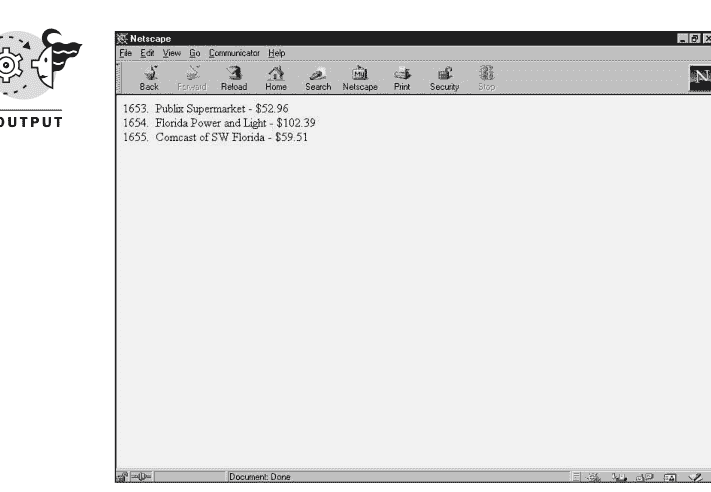 Netscape
File Edit View Go Communicator Help
Back Forward Reload Home Search Netscape Print Security Stop
My
N
OUTPUT
1653. Publix Supermarket - $52.96
1654. Florida Power and Light - $102.39
1655. Comcast of SW Florida - $59.51
Document: Done